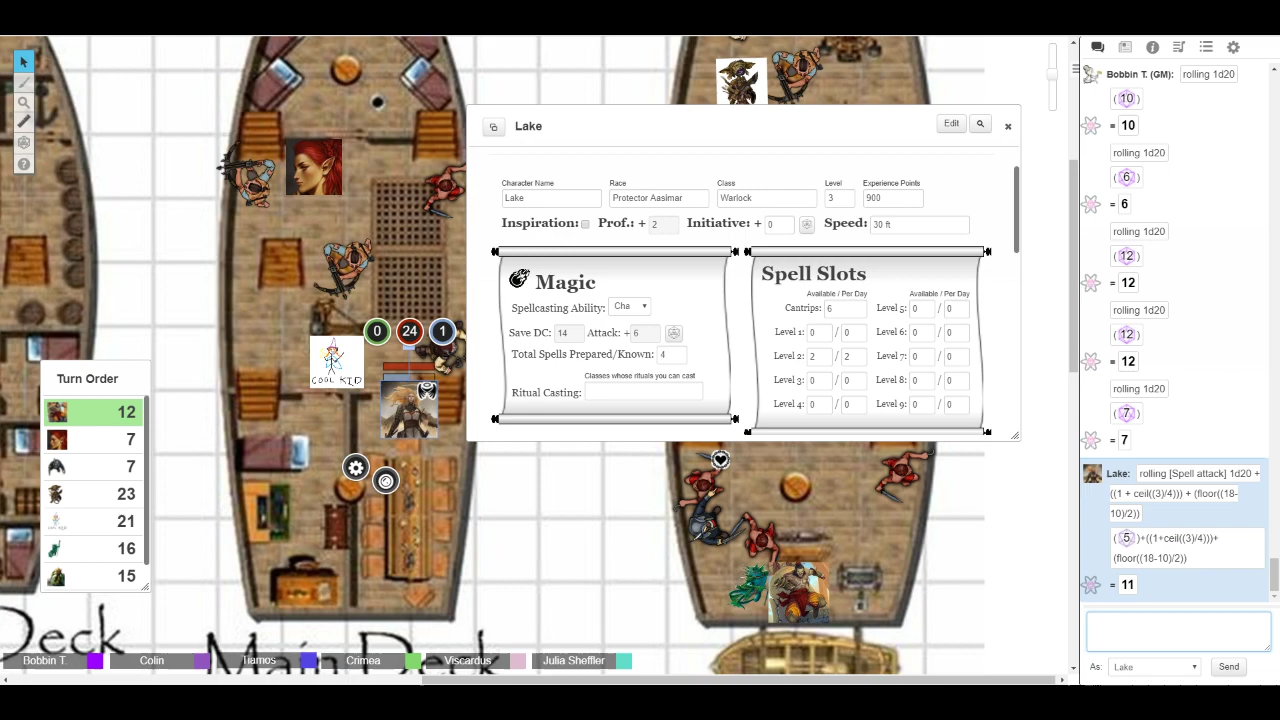 Lake
Edit
Character Name
Race
Class
Level
Experience Points
Lake
Protector Aasimar
Warlock
3
900
Inspiration:
Prof.: + 2
Initiative: + 0
Speed: 30 ft
Magic
Spellcasting Ability: Cha
Save DC: 14 Attack: + 6
Total Spells Prepared/Known: 4
Classes whose rituals you can cast
Ritual Casting:
Spell Slots
Available / Per Day Available / Per Day
Cantrips: 6 Level 5: 0 / 0
Level 1: 0 / 0 Level 6: 0 / 0
Level 2: 2 / 2 Level 7: 0 / 0
Level 3: 0 / 0 Level 8: 0 / 0
Level 4: 0 / 0 Level 9: 0 / 0
0 24 1
COOL KID
Turn Order
12
7
7
23
21
16
15
Deck
Main Deck
Bobbin T.
Colin
Tiamos
Crimea
Viscardus
Julia Sheffler
Bobbin T. (GM): rolling 1d20
(10)
= 10
rolling 1d20
(6)
= 6
rolling 1d20
(12)
= 12
rolling 1d20
(12)
= 12
rolling 1d20
(7)
= 7
Lake: rolling [Spell attack] 1d20 +
((1 + ceil((3)/4))) + (floor((18-
10)/2))
(5)+((1+ceil((3)/4)))+
(floor((18-10)/2))
= 11
As: Lake
Send